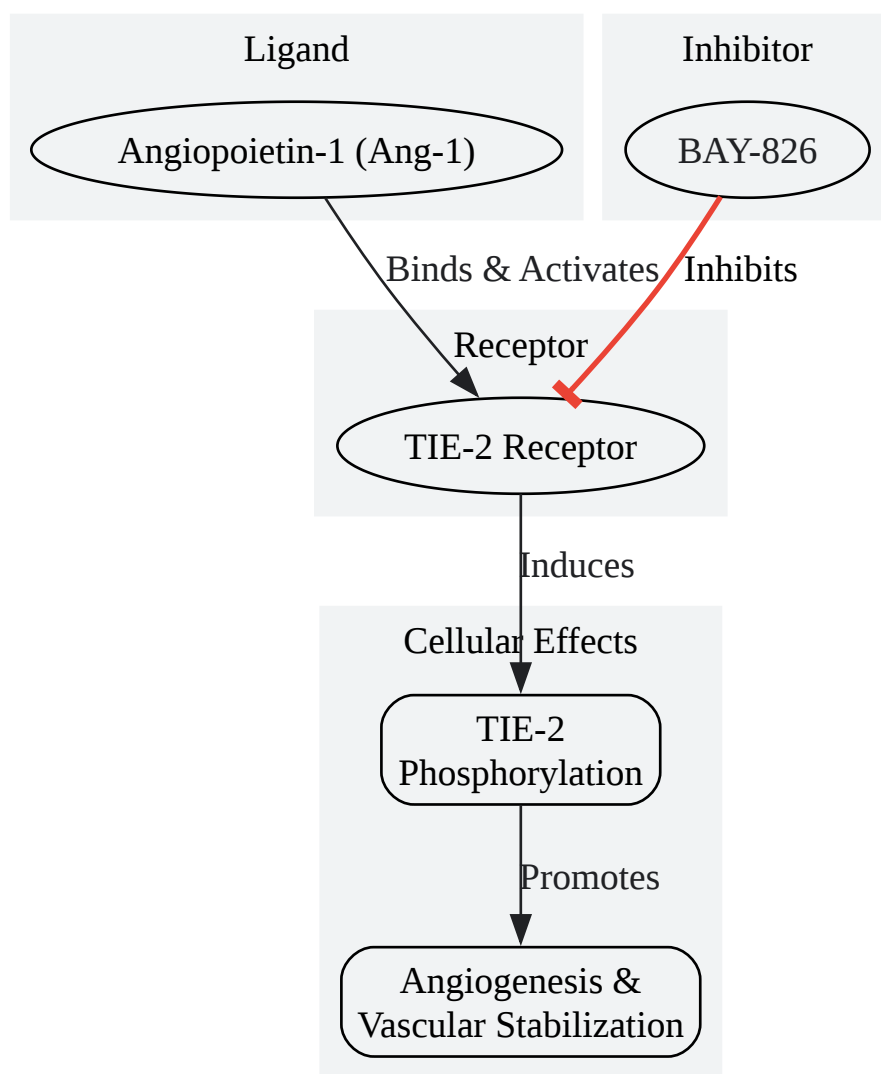 Ligand
Inhibitor
Angiopoietin-1 (Ang-1)
BAY-826
Binds & Activates
Inhibits
Receptor
TIE-2 Receptor
Induces
Cellular Effects
TIE-2
Phosphorylation
Promotes
Angiogenesis &
Vascular Stabilization